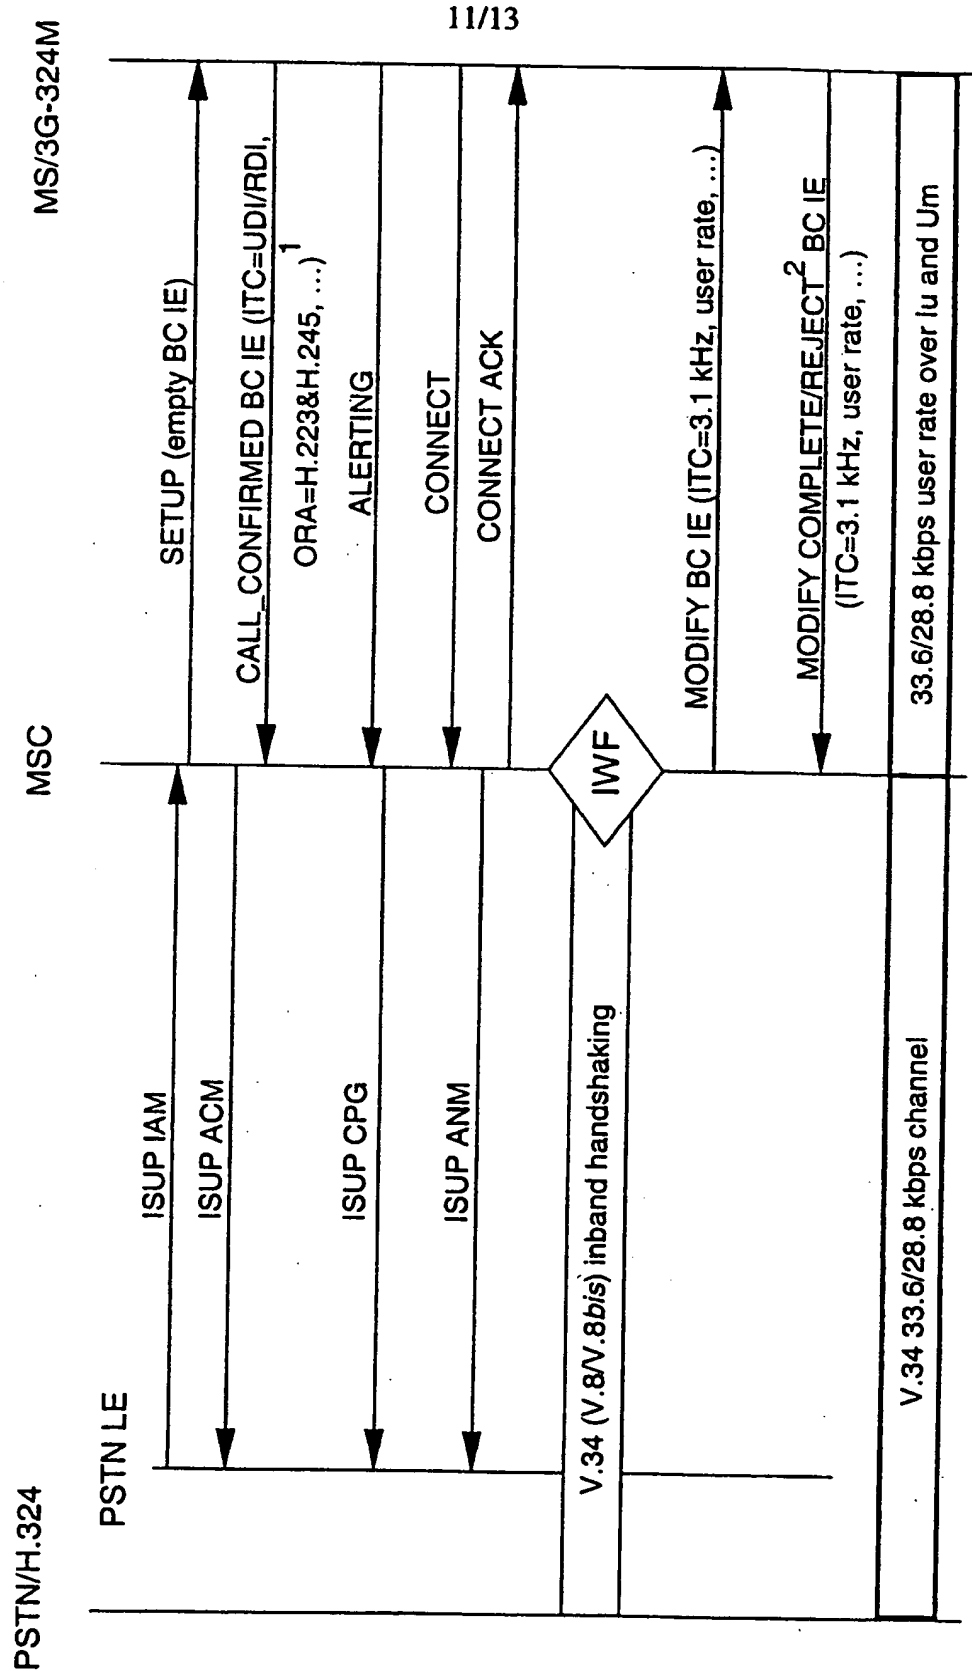 11/13
PSTN/H.324
MSC
MS/3G-324M
PSTN LE
ISUP IAM
SETUP (empty BC IE)
ISUP ACM
CALL_CONFIRMED BC IE (ITC=UDI/RDI,
ORA=H.223&H.245, ...)1
ISUP CPG
ALERTING
ISUP ANM
CONNECT
CONNECT ACK
V.34 (V.8/V.8bis) inband handshaking
IWF
MODIFY BC IE (ITC=3.1 kHz, user rate, ...)
MODIFY COMPLETE/REJECT2 BC IE
(ITC=3.1 kHz, user rate, ...)
V.34 33.6/28.8 kbps channel
33.6/28.8 kbps user rate over Iu and Um